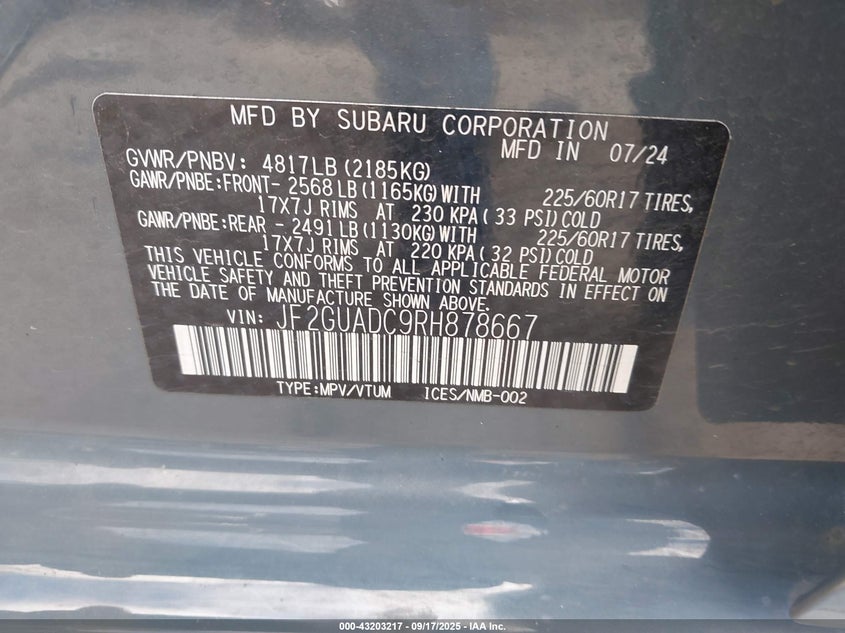 MFD BY SUBARU CORPORATION
MFD IN 07/24
GVWR/PNBV: 4817LB (2185KG)
GAWR/PNBE:FRONT- 2568LB(1165KG)WITH 225/60R17 TIRES,
17X7J RIMS AT 230 KPA( 33 PSI)COLD
GAWR/PNBE:REAR - 2491LB(1130KG)WITH 225/60R17 TIRES,
17X7J RIMS AT 220 KPA( 32 PSI)COLD
THIS VEHICLE CONFORMS TO ALL APPLICABLE FEDERAL MOTOR
VEHICLE SAFETY AND THEFT PREVENTION STANDARDS IN EFFECT ON
THE DATE OF MANUFACTURE SHOWN ABOVE.
VIN: JF2GUADC9RH878667
TYPE:MPV/VTUM ICES/NMB-002
000-43203217 - 09/17/2025 - IAA Inc.